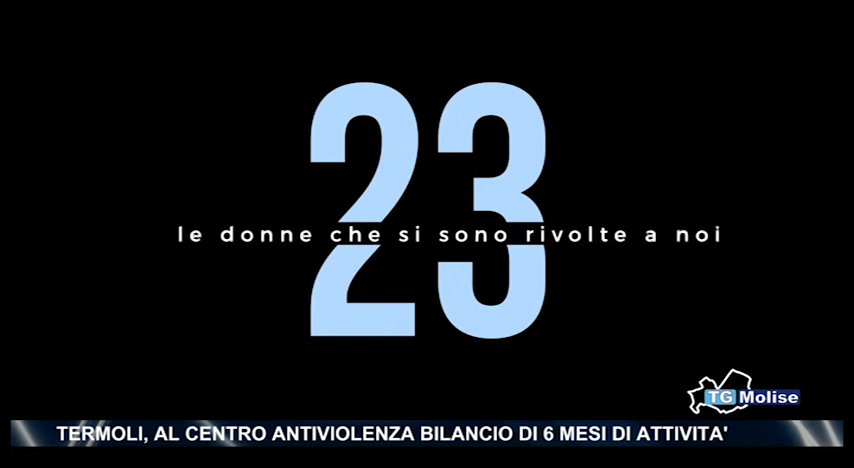 23
le donne che si sono rivolte a noi
TG Molise
TERMOLI, AL CENTRO ANTIVIOLENZA BILANCIO DI 6 MESI DI ATTIVITA'